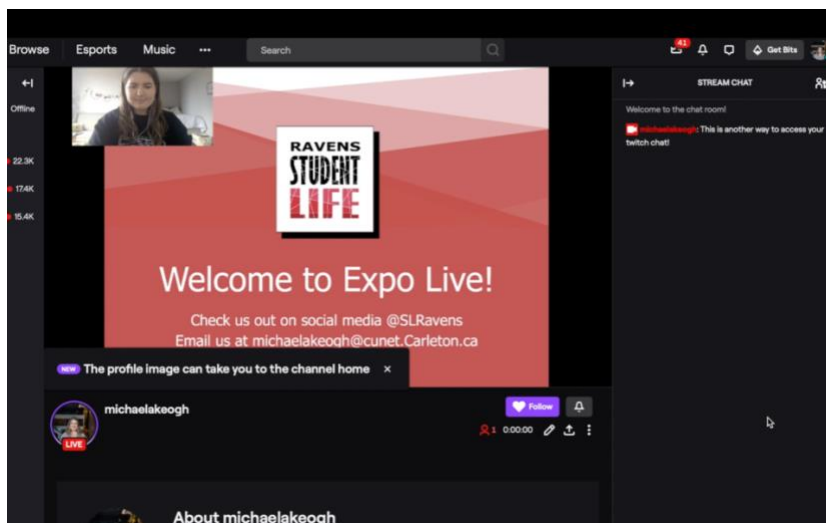 Browse Esports Music ••• Search 41 Get Bits
Offline
22.3K
17.4K
15.4K
RAVENS
STUDENT
LIFE
Welcome to Expo Live!
Check us out on social media @SLRavens
Email us at michaelakeogh@cunet.Carleton.ca
NEW The profile image can take you to the channel home ×
michaelakeogh
LIVE
Follow
1 0:00:00
About michaelakeogh
STREAM CHAT
Welcome to the chat room!
michaelakeogh: This is another way to access your
twitch chat!